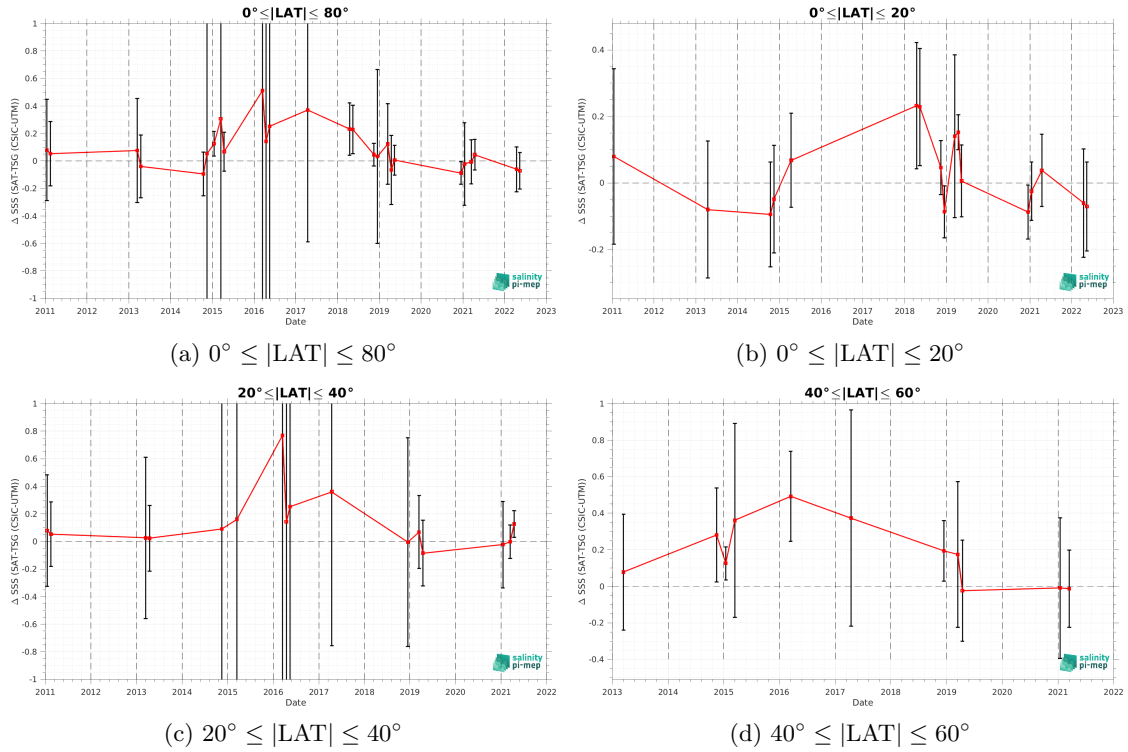 0°≤|LAT|≤ 80°
Δ SSS (SAT-TSG (CSIC-UTM))
1
0.8
0.6
0.4
0.2
0
-0.2
-0.4
-0.6
-0.8
-1
2011 2012 2013 2014 2015 2016 2017 2018 2019 2020 2021 2022 2023
Date
salinity
pi-mep
(a) 0° ≤ |LAT| ≤ 80°
0°≤|LAT|≤ 20°
Δ SSS (SAT-TSG (CSIC-UTM))
0.4
0.2
0
-0.2
2011 2012 2013 2014 2015 2016 2017 2018 2019 2020 2021 2022 2023
Date
salinity
pi-mep
(b) 0° ≤ |LAT| ≤ 20°
20°≤|LAT|≤ 40°
Δ SSS (SAT-TSG (CSIC-UTM))
1
0.8
0.6
0.4
0.2
0
-0.2
-0.4
-0.6
-0.8
-1
2011 2012 2013 2014 2015 2016 2017 2018 2019 2020 2021 2022
Date
salinity
pi-mep
(c) 20° ≤ |LAT| ≤ 40°
40°≤|LAT|≤ 60°
Δ SSS (SAT-TSG (CSIC-UTM))
1
0.8
0.6
0.4
0.2
0
-0.2
-0.4
2013 2014 2015 2016 2017 2018 2019 2020 2021 2022
Date
salinity
pi-mep
(d) 40° ≤ |LAT| ≤ 60°